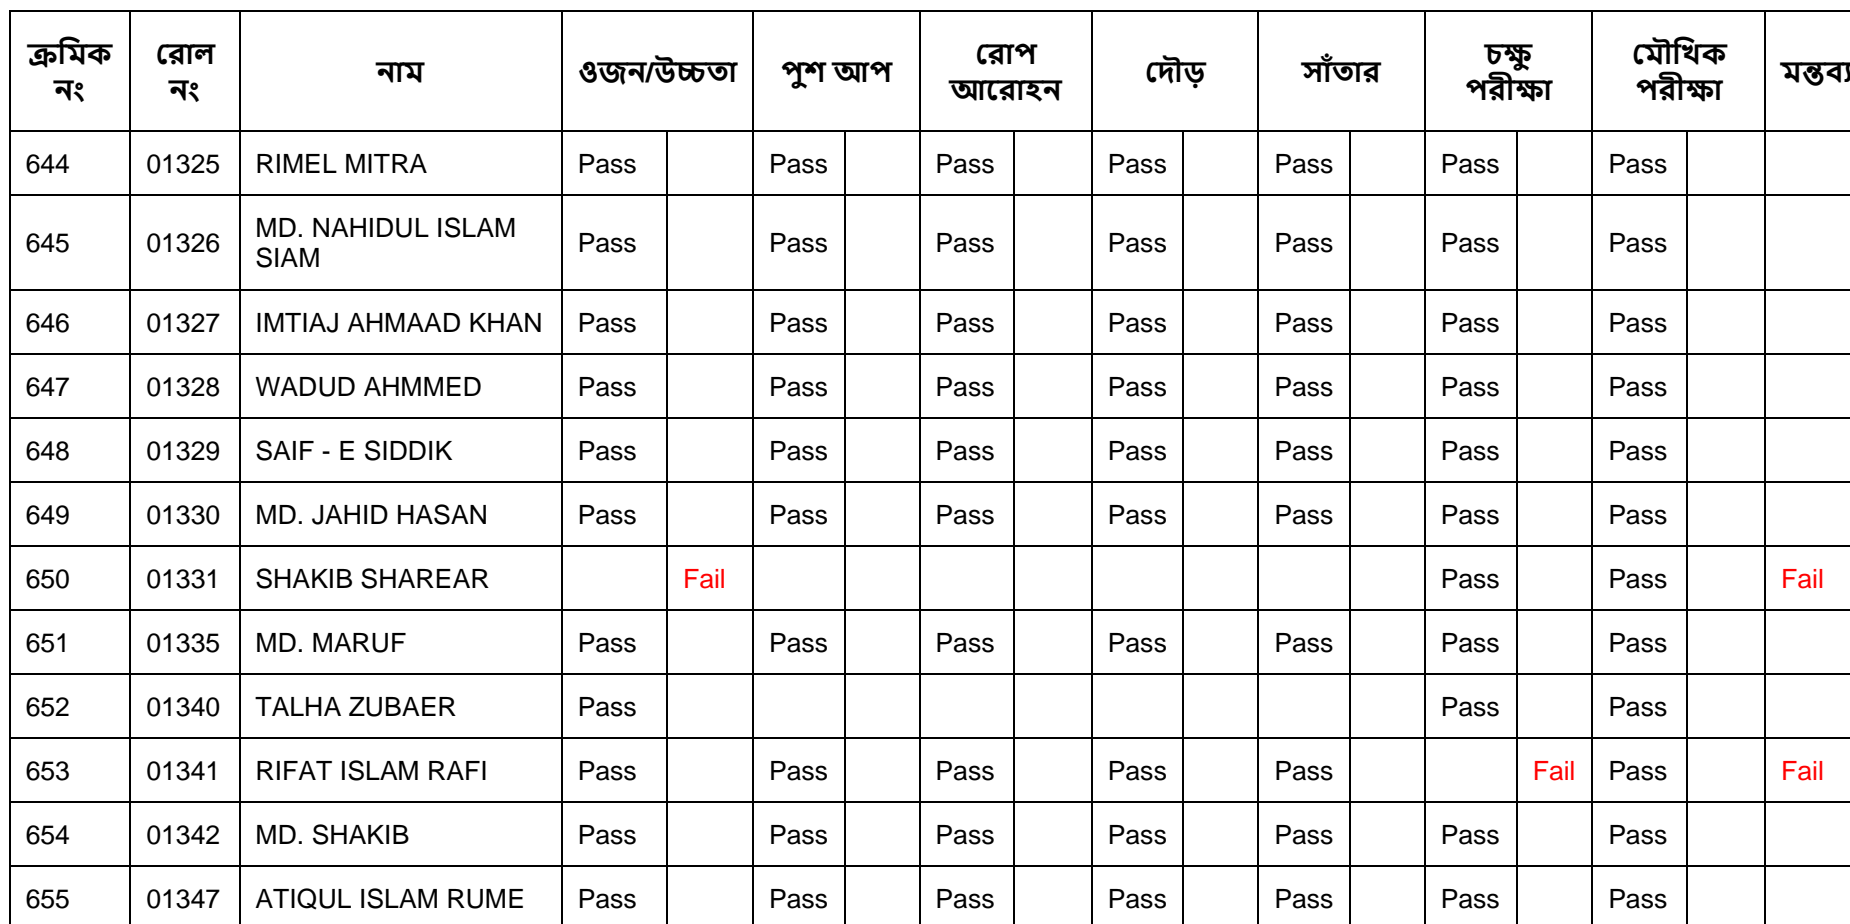 ক্রমিক নং রোল নং নাম ওজন/উচ্চতা পুশ আপ রোপ আরোহন দৌড় সাঁতার চক্ষু পরীক্ষা মৌখিক পরীক্ষা মন্তব্য
644 01325 RIMEL MITRA Pass Pass Pass Pass Pass Pass Pass
645 01326 MD. NAHIDUL ISLAM SIAM Pass Pass Pass Pass Pass Pass Pass
646 01327 IMTIAJ AHMAAD KHAN Pass Pass Pass Pass Pass Pass Pass
647 01328 WADUD AHMMED Pass Pass Pass Pass Pass Pass Pass
648 01329 SAIF - E SIDDIK Pass Pass Pass Pass Pass Pass Pass
649 01330 MD. JAHID HASAN Pass Pass Pass Pass Pass Pass Pass
650 01331 SHAKIB SHAREAR Fail Pass Pass Fail
651 01335 MD. MARUF Pass Pass Pass Pass Pass Pass Pass
652 01340 TALHA ZUBAER Pass Pass Pass
653 01341 RIFAT ISLAM RAFI Pass Pass Pass Pass Pass Fail Pass Fail
654 01342 MD. SHAKIB Pass Pass Pass Pass Pass Pass Pass
655 01347 ATIQUL ISLAM RUME Pass Pass Pass Pass Pass Pass Pass